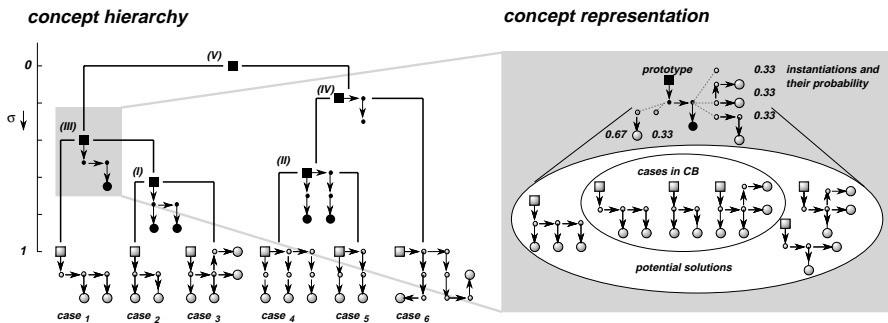 concept hierarchy
concept representation
0
σ
1
(V)
(IV)
(III)
(I)
(II)
case 1
case 2
case 3
case 4
case 5
case 6
prototype
0.33
instantiations and
their probability
0.33
0.33
0.67
0.33
cases in CB
potential solutions